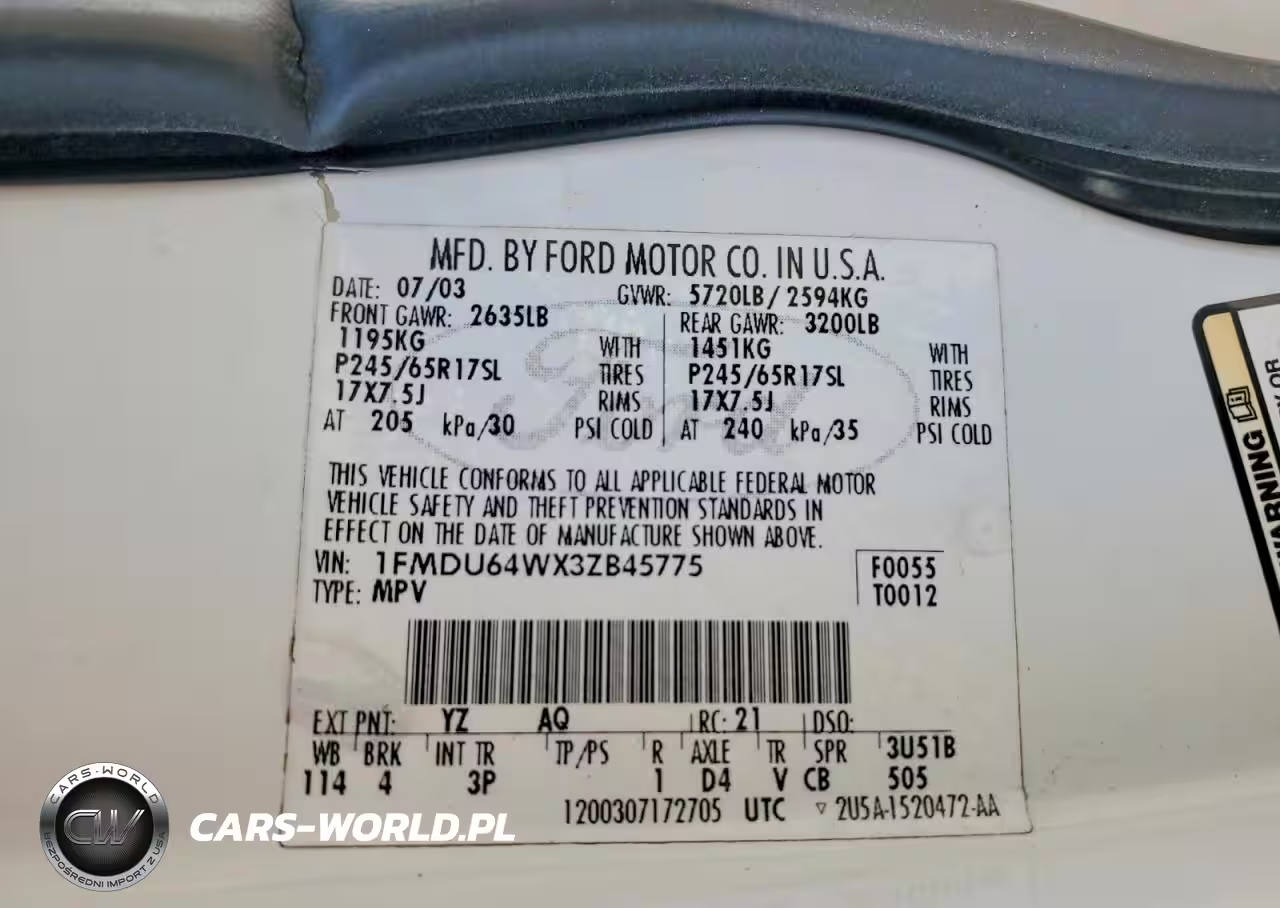 MFD. BY FORD MOTOR CO. IN U.S.A.
DATE: 07/03 GVWR: 5720LB / 2594KG
FRONT GAWR: 2635LB REAR GAWR: 3200LB
1195KG WITH 1451KG WITH
P245/65R17SL TIRES P245/65R17SL TIRES
17X7.5J RIMS 17X7.5J RIMS
AT 205 kPa/30 PSI COLD AT 240 kPa/35 PSI COLD
Ford
THIS VEHICLE CONFORMS TO ALL APPLICABLE FEDERAL MOTOR
VEHICLE SAFETY AND THEFT PREVENTION STANDARDS IN
EFFECT ON THE DATE OF MANUFACTURE SHOWN ABOVE.
VIN: 1FMDU64WX3ZB45775 F0055
TYPE: MPV T0012
EXT PNT: YZ AQ RC: 21 DSO:
WB BRK INT TR TP/PS R AXLE TR SPR 3U51B
114 4 3P 1 D4 V CB 505
1200307172705 UTC ▽ 2U5A-1520472-AA
WARNING
CARS-WORLD
CW
BEZPOŚREDNI IMPORT Z USA
CARS-WORLD.PL